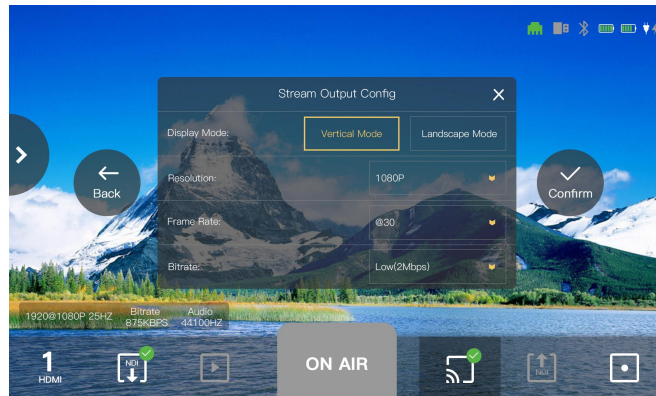 Stream Output Config
Display Mode:
Vertical Mode
Landscape Mode
Resolution:
1080P
Back
Confirm
Frame Rate:
@30
Bitrate:
Low(2Mbps)
1920@1080P 25HZ
Bitrate
875KBPS
Audio
44100HZ
1
HDMI
NDI
ON AIR
NDI